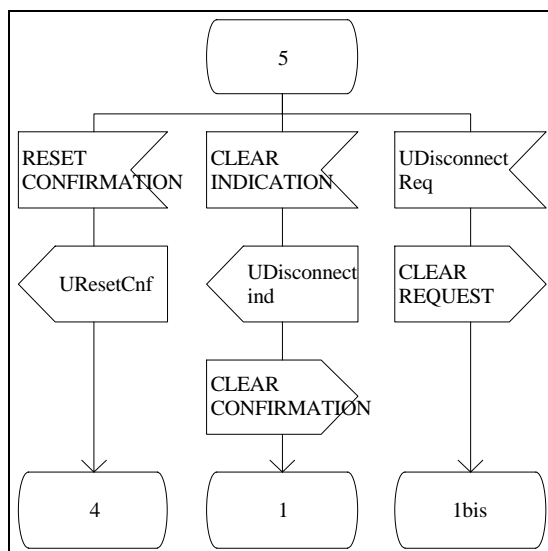 5
RESET
CONFIRMATION
CLEAR
INDICATION
UDisconnect
Req
UResetCnf
UDisconnect
ind
CLEAR
REQUEST
CLEAR
CONFIRMATION
4
1
1bis